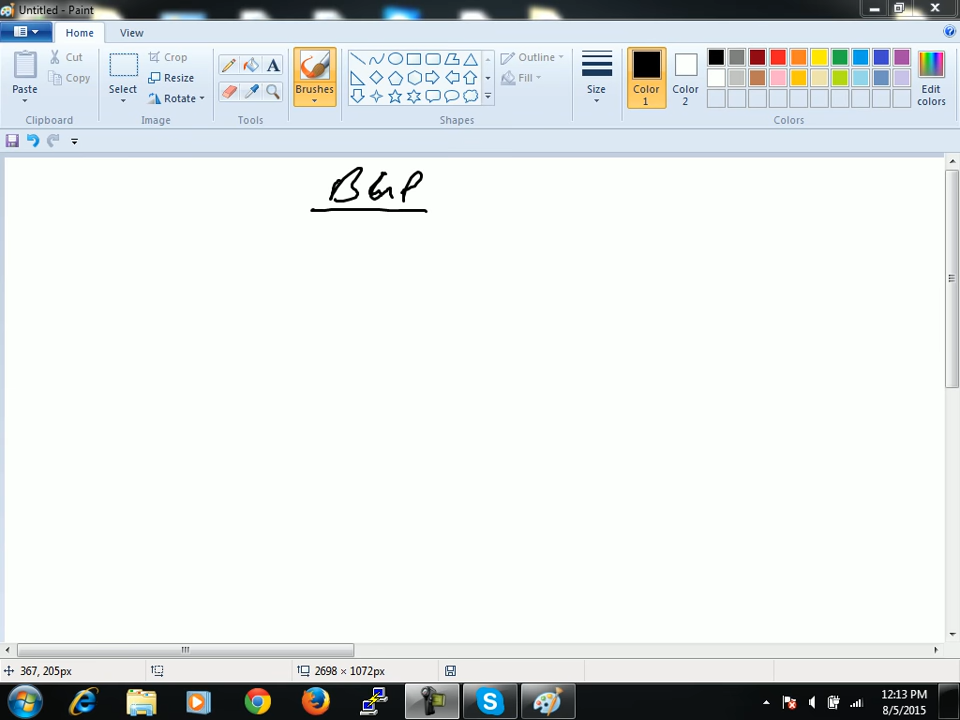 Untitled - Paint
Home View
Paste
Cut
Copy
Clipboard
Select
Crop
Resize
Rotate
Image
Tools
Brushes
Outline
Fill
Shapes
Size
Color 1
Color 2
Colors
Edit colors
BGP
367, 205px
2698 × 1072px
12:13 PM
8/5/2015